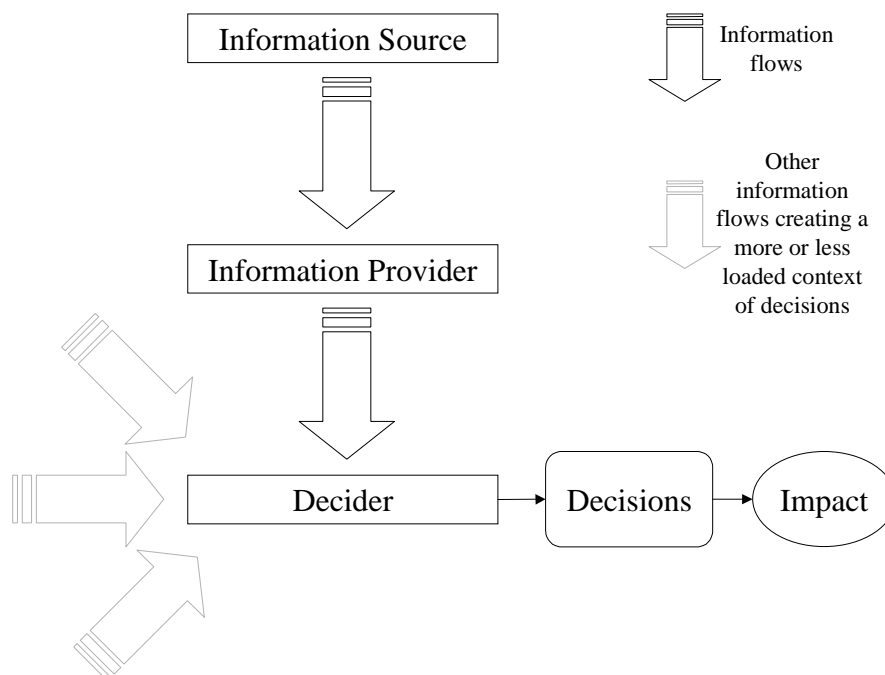 Information Source
Information
flows
Other
information
flows creating a
more or less
loaded context
of decisions
Information Provider
Decider
Decisions
Impact